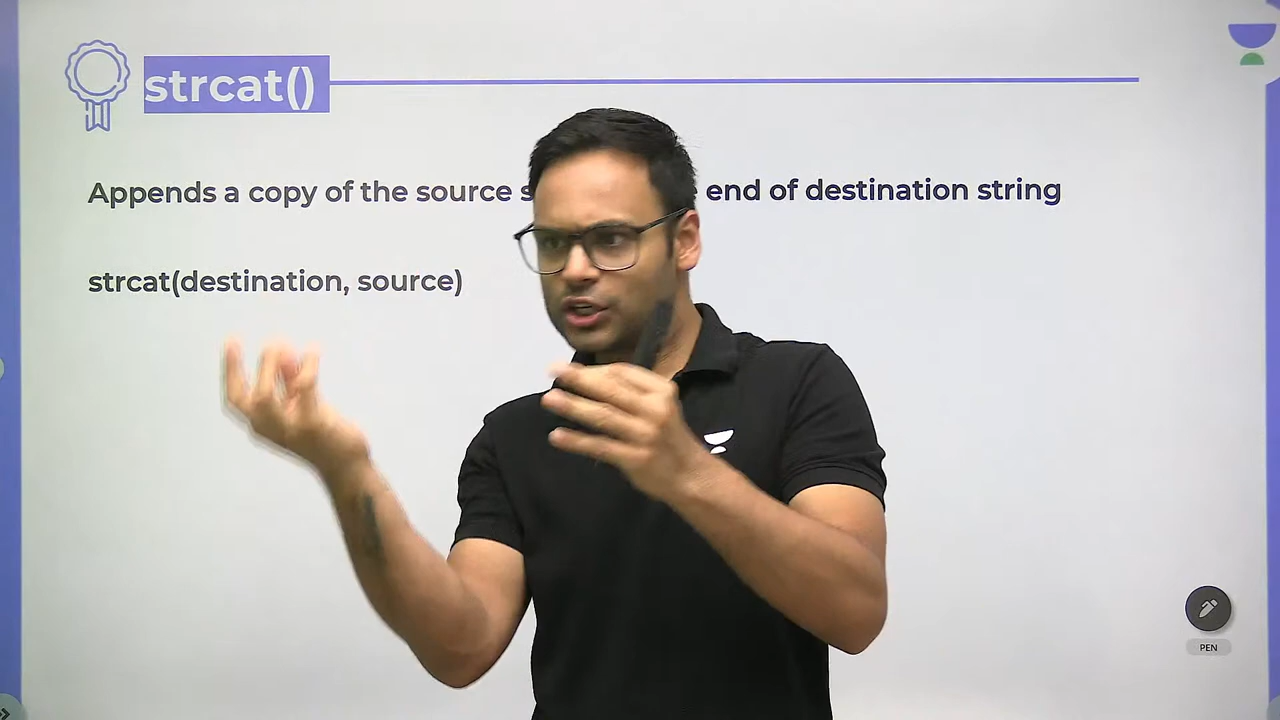 strcat()
Appends a copy of the source s end of destination string
strcat(destination, source)
PEN